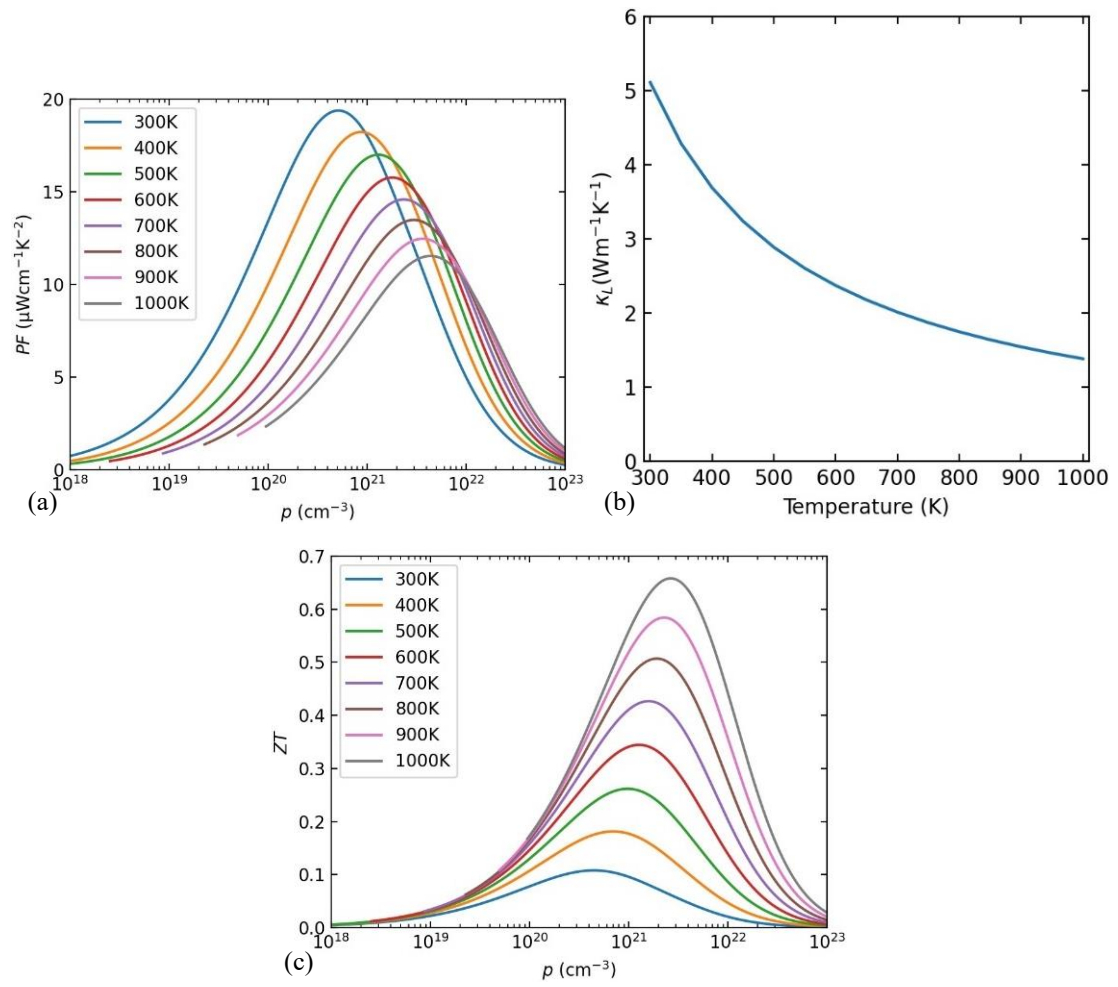 20
15
10
5
0
PF (μWcm⁻¹K⁻²)
300K
400K
500K
600K
700K
800K
900K
1000K
10¹⁸
10¹⁹
10²⁰
10²¹
10²²
10²³
p (cm⁻³)
(a)
6
5
4
3
2
1
0
κL(Wm⁻¹K⁻¹)
300 400 500 600 700 800 900 1000
Temperature (K)
(b)
0.7
0.6
0.5
0.4
0.3
0.2
0.1
0.0
ZT
300K
400K
500K
600K
700K
800K
900K
1000K
10¹⁸
10¹⁹
10²⁰
10²¹
10²²
10²³
p (cm⁻³)
(c)